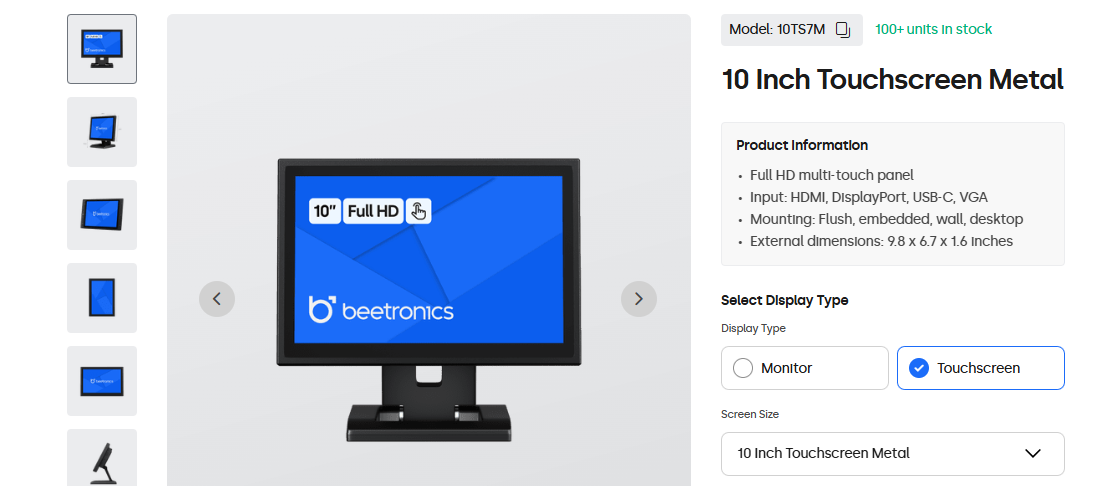 Model: 10TS7M
100+ units in stock
10 Inch Touchscreen Metal
10" Full HD
beetronics
Product Information
• Full HD multi-touch panel
• Input: HDMI, DisplayPort, USB-C, VGA
• Mounting: Flush, embedded, wall, desktop
• External dimensions: 9.8 x 6.7 x 1.6 inches
Select Display Type
Display Type
Monitor
Touchscreen
Screen Size
10 Inch Touchscreen Metal